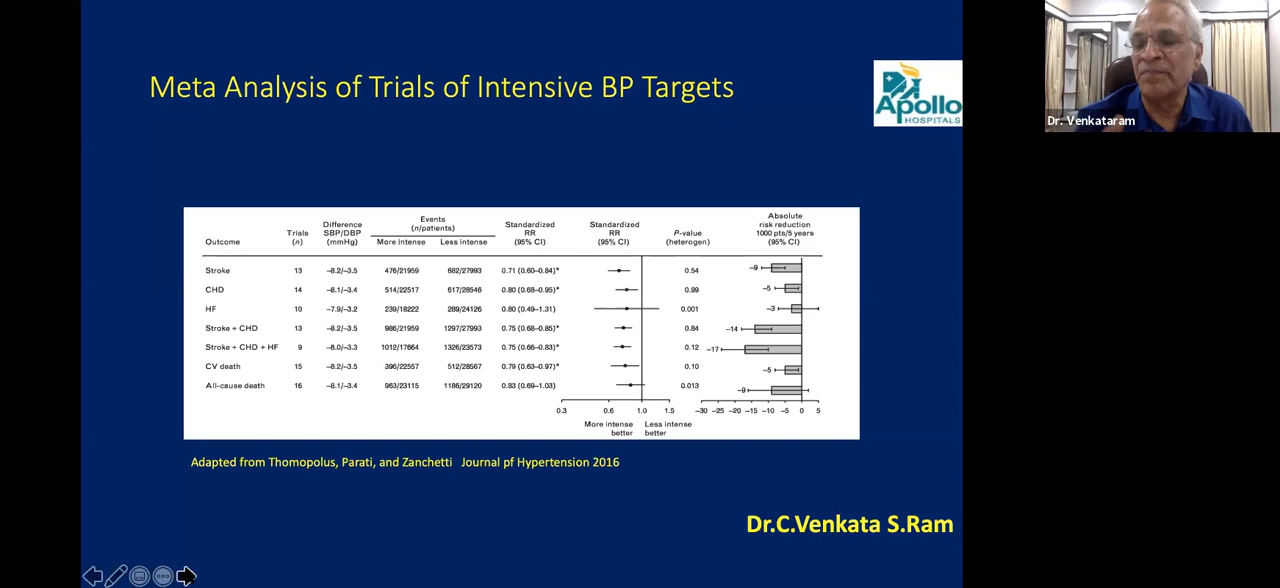 Meta Analysis of Trials of Intensive BP Targets
Apollo
HOSPITALS
Dr. Venkataram
Outcome Trials (n) Difference SBP/DBP (mmHg) Events (n/patients) More intense Less intense Standardized RR (95% CI) Standardized RR (95% CI) P-value (heterogen) Absolute risk reduction 1000 pts/5 years (95% CI)
Stroke 13 –8.2/–3.5 476/21959 682/27993 0.71 (0.60–0.84)* 0.54 –9
CHD 14 –8.1/–3.4 514/22517 617/28546 0.80 (0.68–0.95)* 0.99 –5
HF 10 –7.9/–3.2 239/18222 289/24126 0.80 (0.49–1.31) 0.001 –3
Stroke + CHD 13 –8.2/–3.5 986/21959 1297/27993 0.75 (0.68–0.85)* 0.84 –14
Stroke + CHD + HF 9 –8.0/–3.3 1012/17664 1326/23573 0.75 (0.66–0.83)* 0.12 –17
CV death 15 –8.2/–3.5 396/22557 512/28567 0.79 (0.63–0.97)* 0.10 –5
All-cause death 16 –8.1/–3.4 963/23115 1186/29120 0.83 (0.69–1.03) 0.013 –9
0.3 0.6 1.0 1.5 –30 –25 –20 –15 –10 –5 0 5
More intense Less intense
better better
Adapted from Thomopolus, Parati, and Zanchetti Journal pf Hypertension 2016
Dr.C.Venkata S.Ram